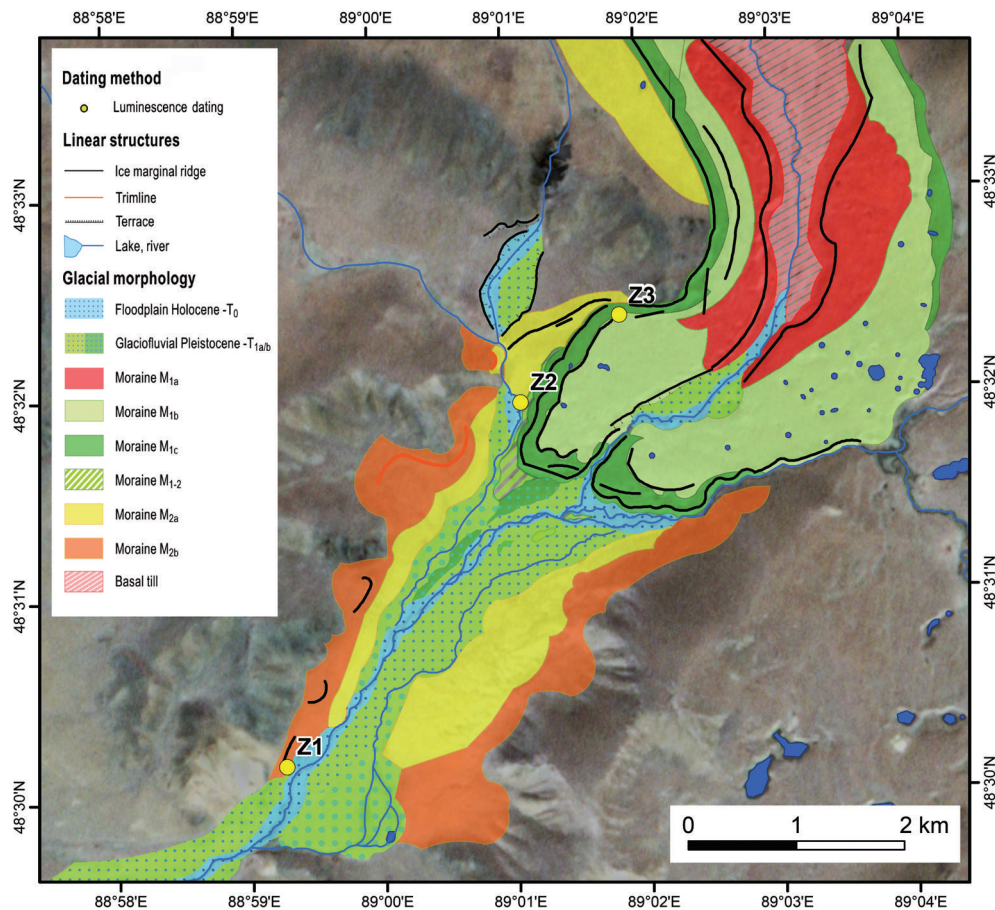 88°58'E 88°59'E 89°00'E 89°01'E 89°02'E 89°03'E 89°04'E
Dating method
Luminescence dating
Linear structures
Ice marginal ridge
Trimline
Terrace
Lake, river
Glacial morphology
Floodplain Holocene -T0
Glaciofluvial Pleistocene -T1a/b
Moraine M1a
Moraine M1b
Moraine M1c
Moraine M1-2
Moraine M2a
Moraine M2b
Basal till
48°33'N
48°32'N
48°31'N
48°30'N
Z3
Z2
Z1
48°33'N
48°32'N
48°31'N
48°30'N
0 1 2 km
88°58'E 88°59'E 89°00'E 89°01'E 89°02'E 89°03'E 89°04'E